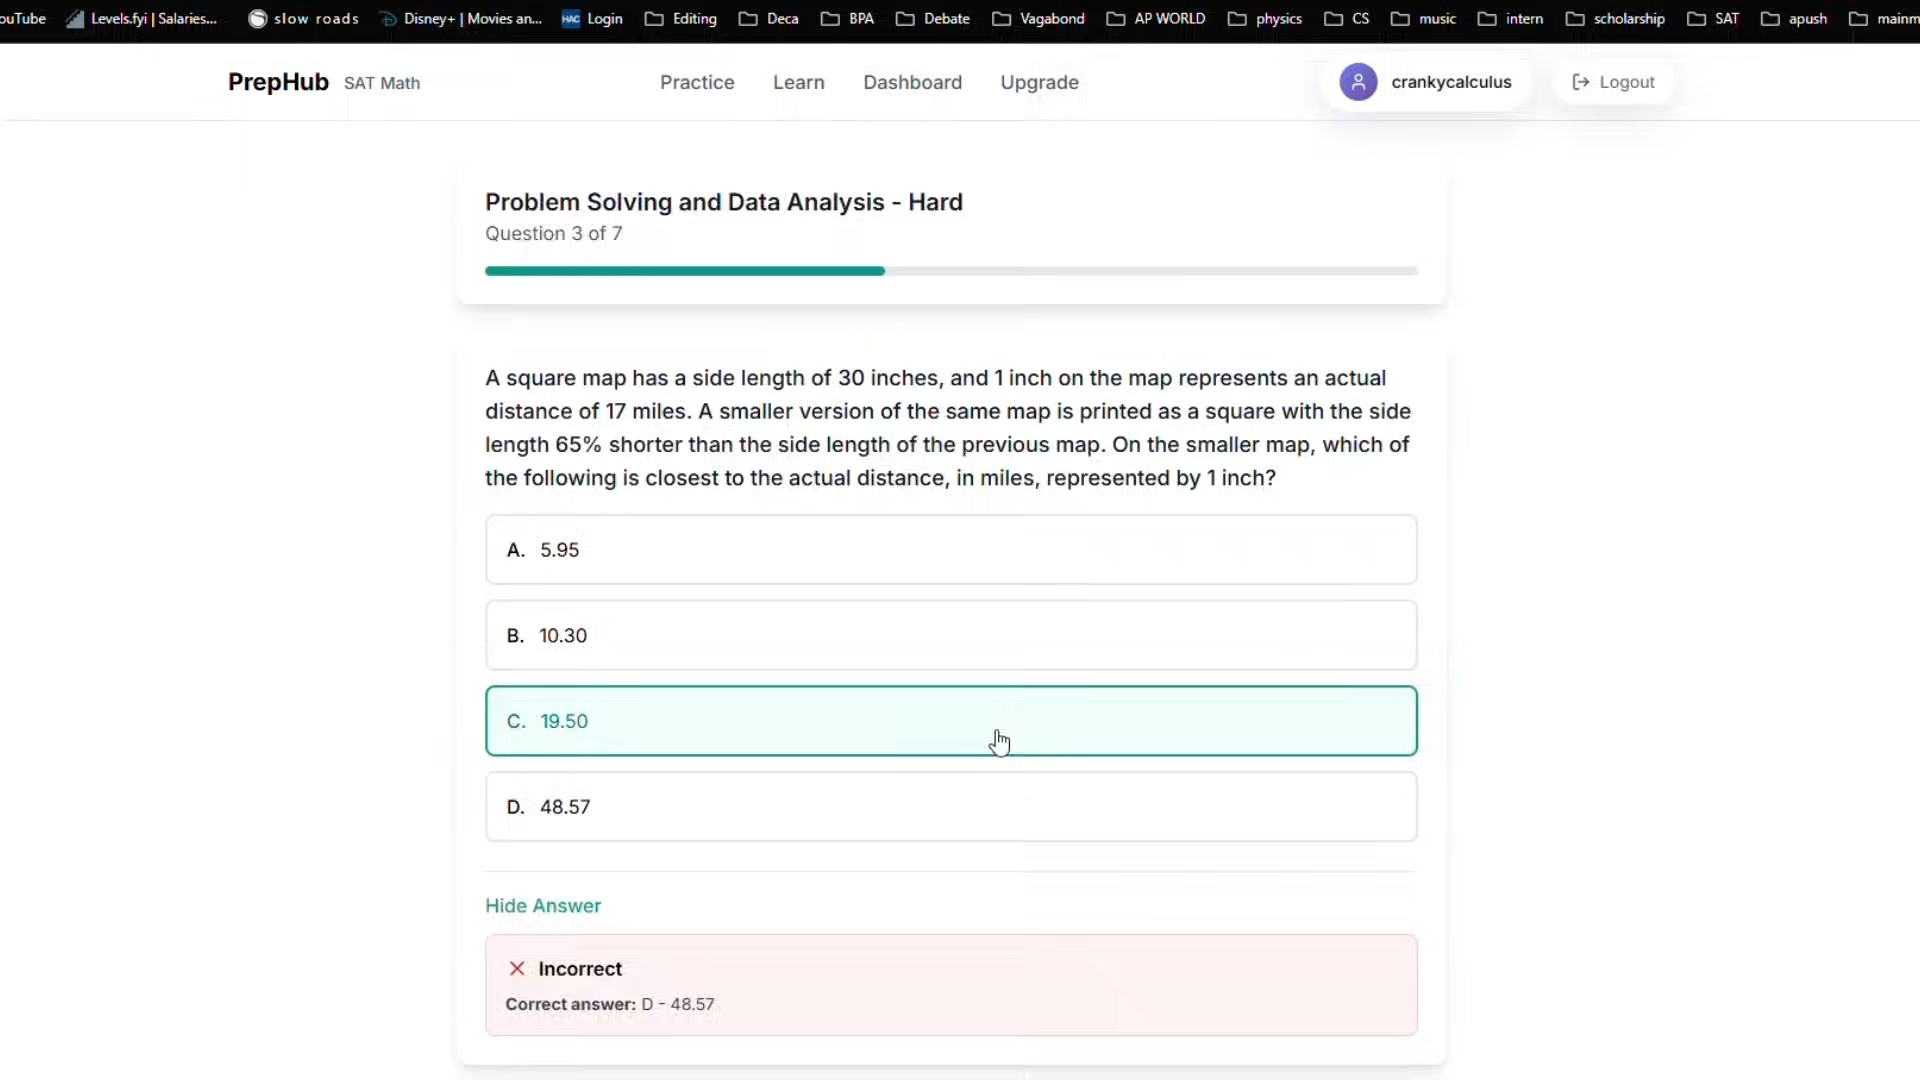 ouTube Levels.fyi | Salaries... slow roads Disney+ | Movies an... HAC Login Editing Deca BPA Debate Vagabond AP WORLD physics CS music intern scholarship SAT apush mainm
PrepHub SAT Math Practice Learn Dashboard Upgrade crankycalculus Logout
Problem Solving and Data Analysis - Hard
Question 3 of 7
A square map has a side length of 30 inches, and 1 inch on the map represents an actual
distance of 17 miles. A smaller version of the same map is printed as a square with the side
length 65% shorter than the side length of the previous map. On the smaller map, which of
the following is closest to the actual distance, in miles, represented by 1 inch?
A. 5.95
B. 10.30
C. 19.50
D. 48.57
Hide Answer
Incorrect
Correct answer: D - 48.57